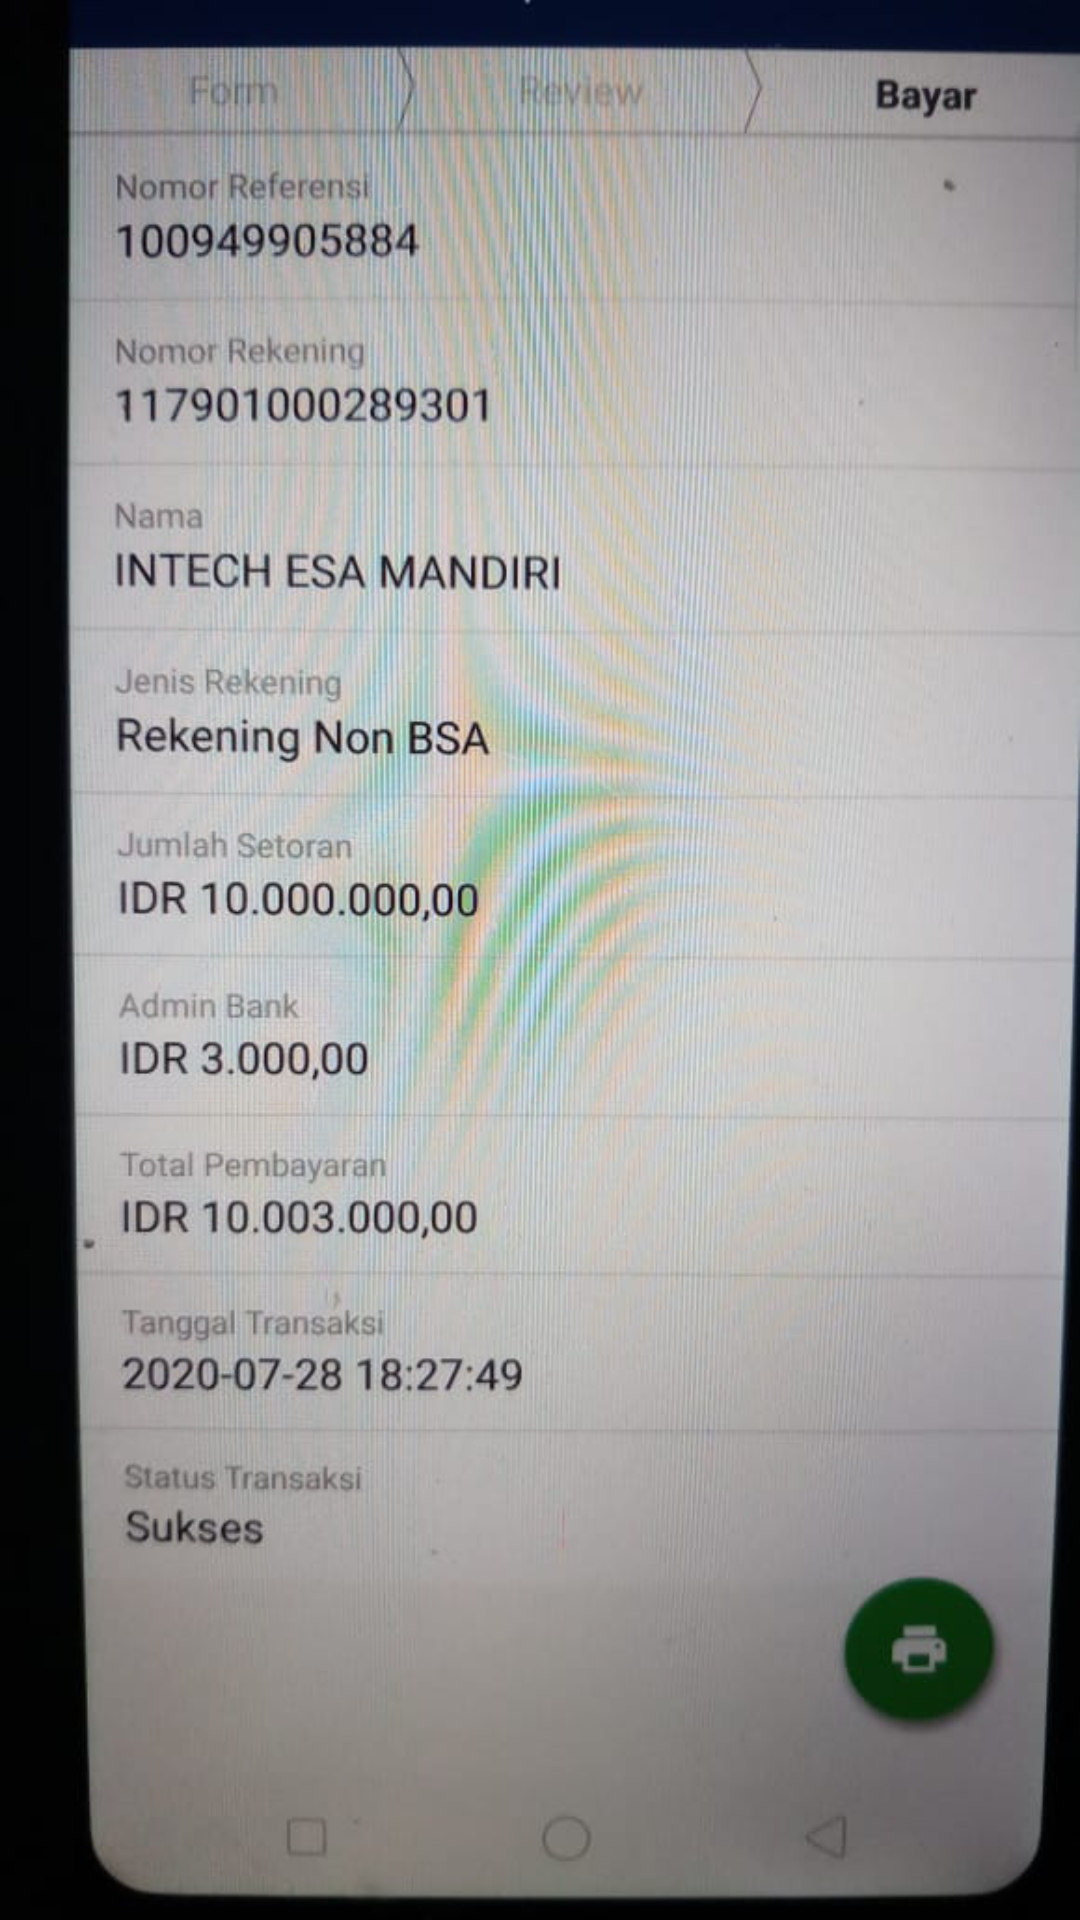 Form
Review
Bayar
Nomor Referensi
100949905884
Nomor Rekening
117901000289301
Nama
INTECH ESA MANDIRI
Jenis Rekening
Rekening Non BSA
Jumlah Setoran
IDR 10.000.000,00
Admin Bank
IDR 3.000,00
Total Pembayaran
IDR 10.003.000,00
Tanggal Transaksi
2020-07-28 18:27:49
Status Transaksi
Sukses